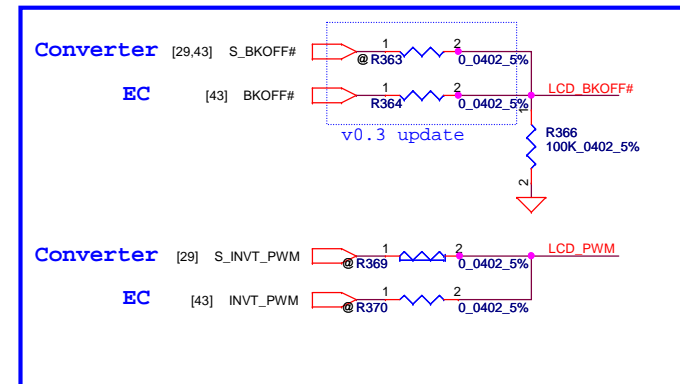 Converter [29,43] S_BKOFF# 1 2
@ R363 0_0402_5%
EC [43] BKOFF# 1 2 LCD_BKOFF#
R364 0_0402_5%
1
v0.3 update R366
100K_0402_5%
2
Converter [29] S_INVT_PWM 1 2 LCD_PWM
@ R369 0_0402_5%
EC [43] INVT_PWM 1 2
@ R370 0_0402_5%